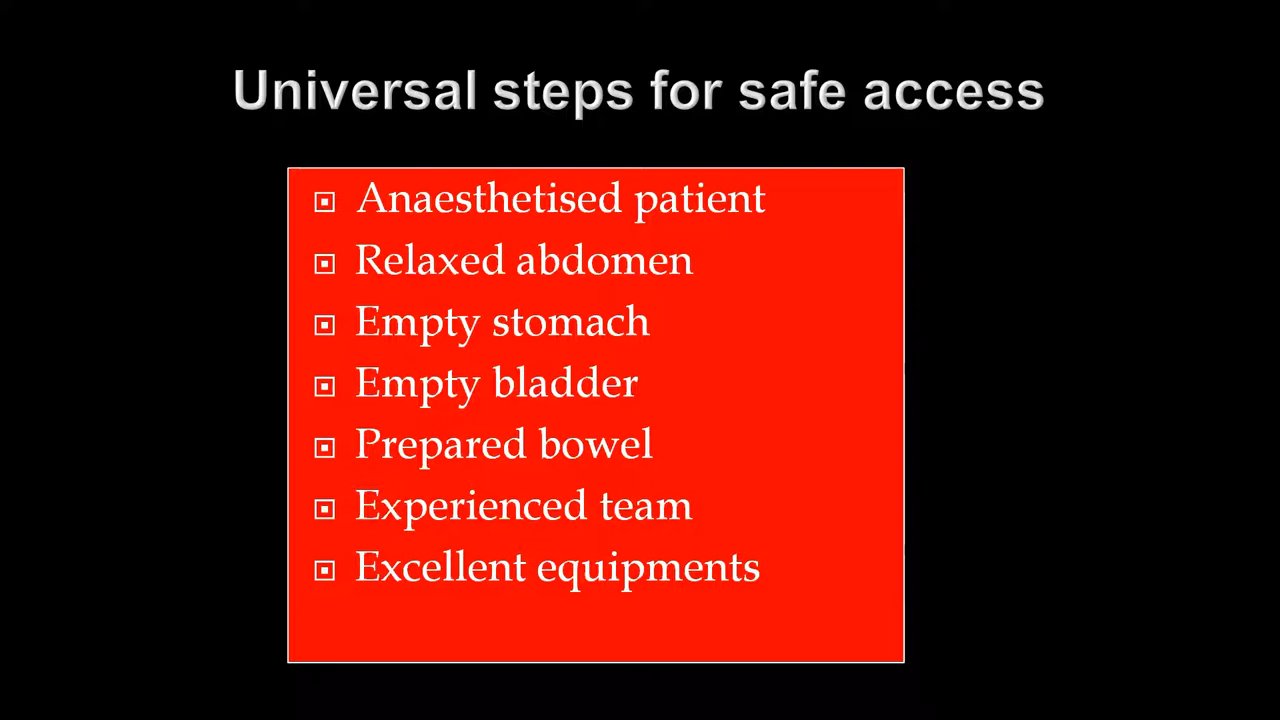 Universal steps for safe access
Anaesthetised patient
Relaxed abdomen
Empty stomach
Empty bladder
Prepared bowel
Experienced team
Excellent equipments